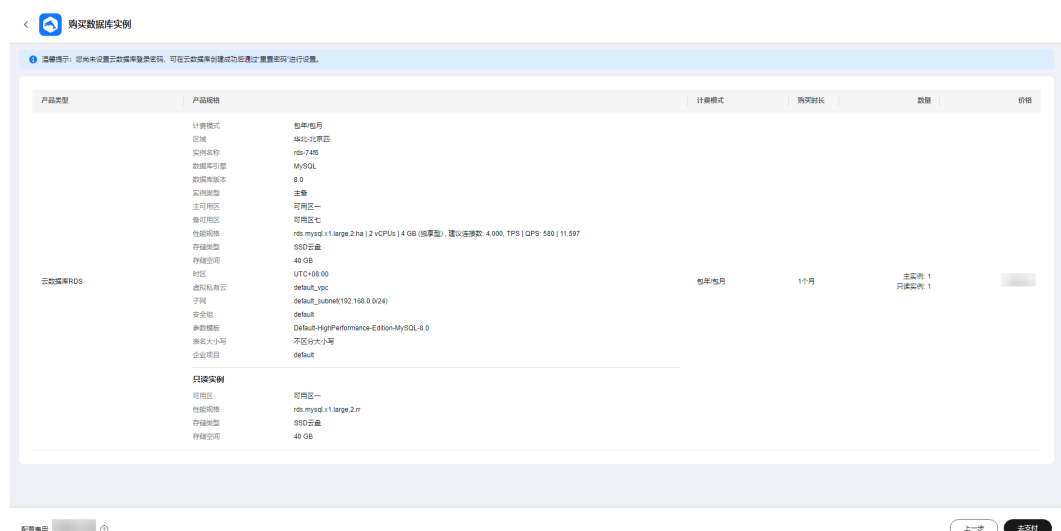 购买数据库实例
温馨提示：您尚未设置云数据库登录密码，可在云数据库创建成功后通过“重置密码”进行设置。
产品类型 产品规格 计费模式 购买时长 数量 价格
计费模式 包年/包月
区域 华北-北京四
实例名称 rds-74f6
数据库引擎 MySQL
数据库版本 8.0
实例类型 主备
主可用区 可用区一
备可用区 可用区七
性能规格 rds.mysql.x1.large.2.ha | 2 vCPUs | 4 GB (独享型) , 建议连接数: 4,000, TPS | QPS: 580 | 11,597
存储类型 SSD云盘
存储空间 40 GB
时区 UTC+08:00
云数据库RDS 包年/包月 1个月 主实例: 1
只读实例: 1
虚拟私有云 default_vpc
子网 default_subnet(192.168.0.0/24)
安全组 default
参数模板 Default-HighPerformance-Edition-MySQL-8.0
表名大小写 不区分大小写
企业项目 default
只读实例
可用区 可用区一
性能规格 rds.mysql.x1.large.2.rr
存储类型 SSD云盘
存储空间 40 GB
配置费用:
上一步 去支付